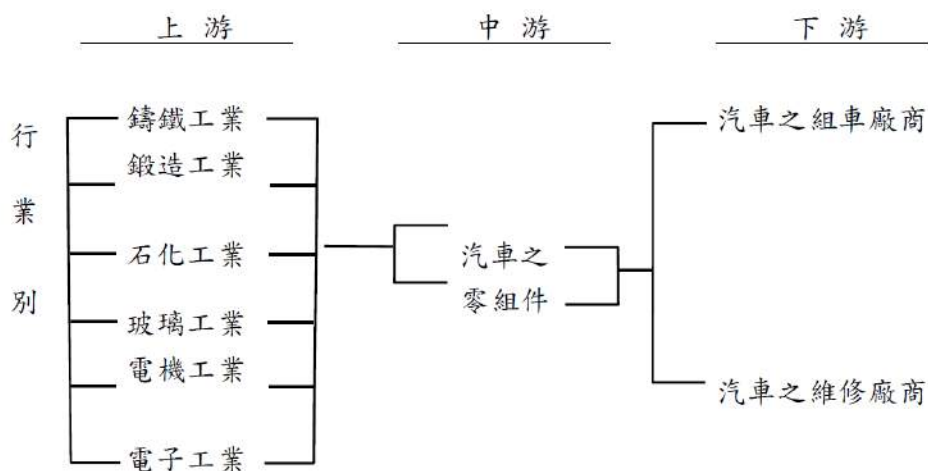 上游
中游
下游
行業別
鑄鐵工業
鍛造工業
石化工業
玻璃工業
電機工業
電子工業
汽車之
零組件
汽車之組車廠商
汽車之維修廠商